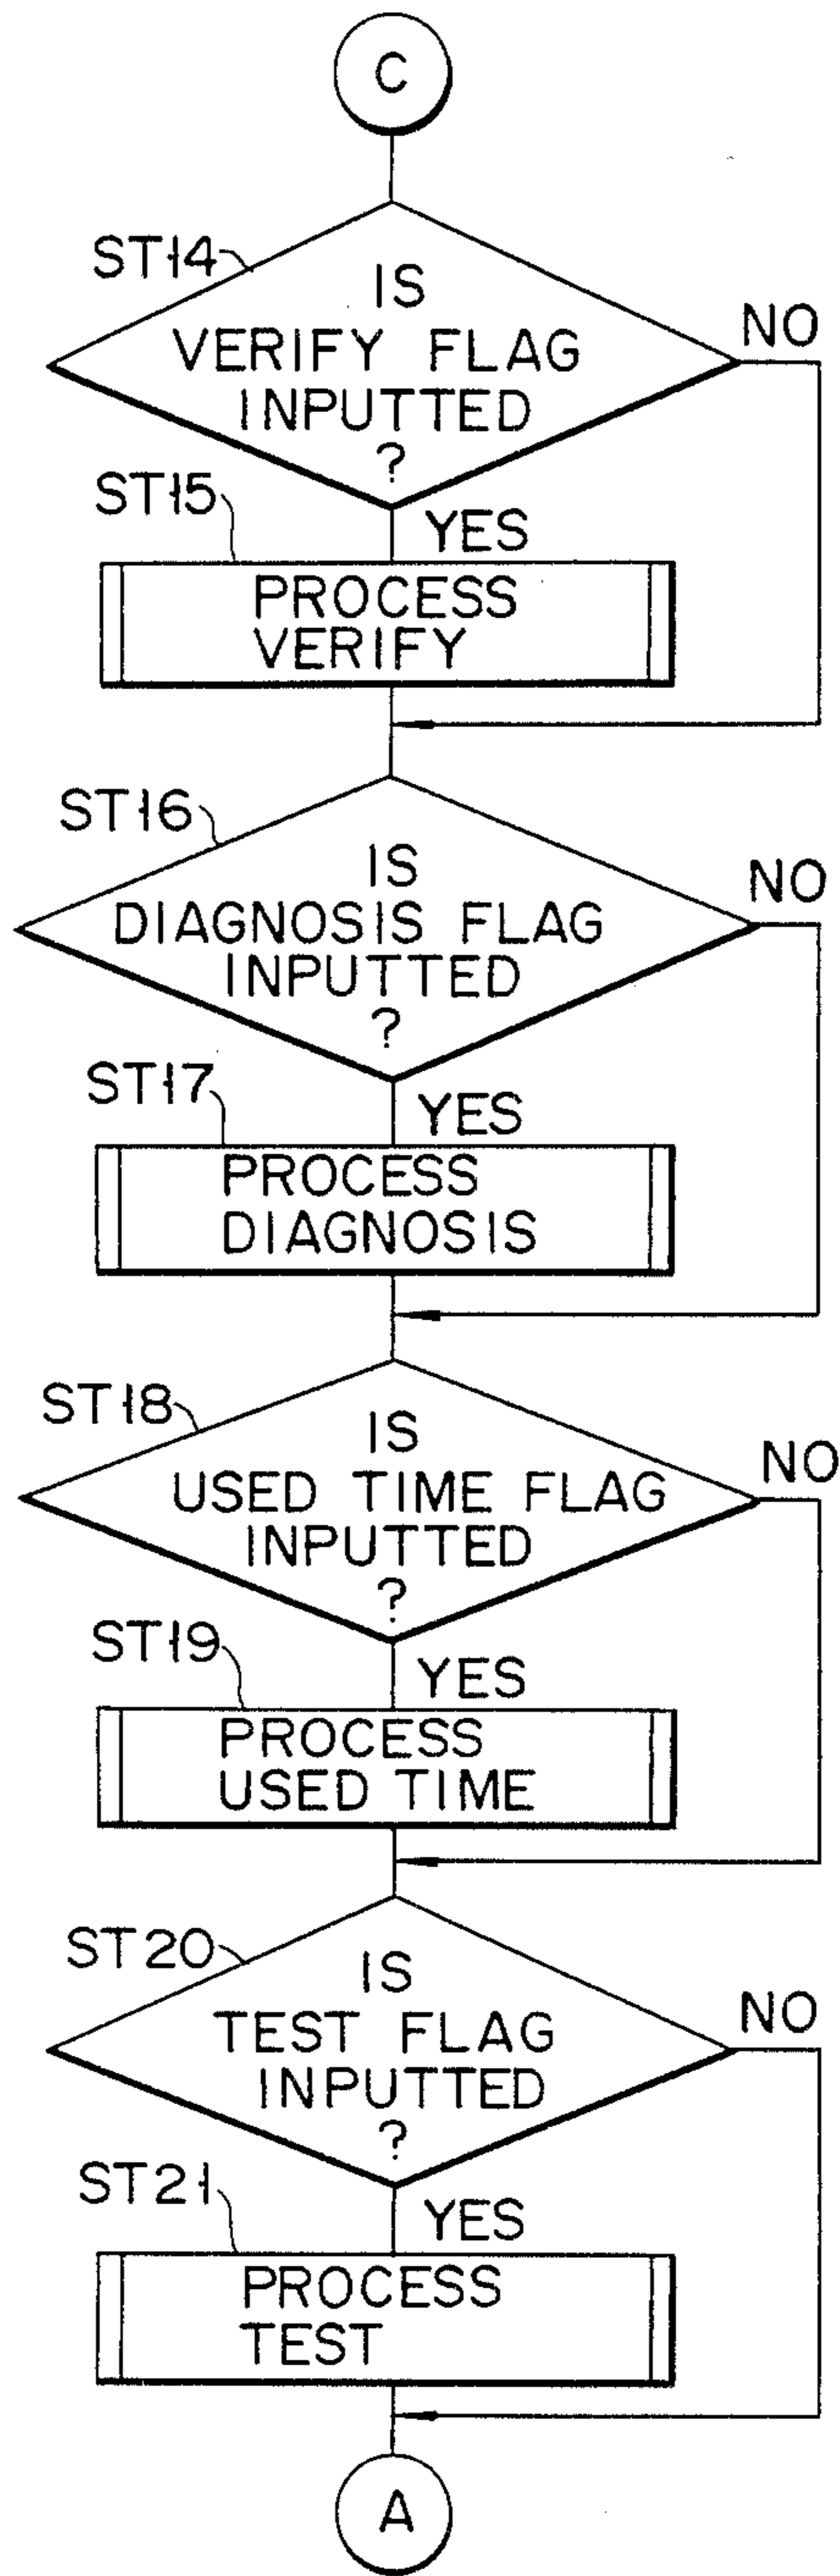 C
ST14
IS
VERIFY FLAG
INPUTTED
?
NO
YES
ST15
PROCESS
VERIFY
ST16
IS
DIAGNOSIS FLAG
INPUTTED
?
NO
YES
ST17
PROCESS
DIAGNOSIS
ST18
IS
USED TIME FLAG
INPUTTED
?
NO
YES
ST19
PROCESS
USED TIME
ST20
IS
TEST FLAG
INPUTTED
?
NO
YES
ST21
PROCESS
TEST
A